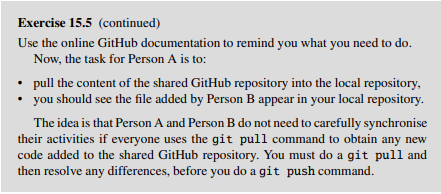 Exercise 15.5 (continued)
Use the online GitHub documentation to remind you what you need to do.
Now, the task for Person A is to:
• pull the content of the shared GitHub repository into the local repository,
• you should see the file added by Person B appear in your local repository.
The idea is that Person A and Person B do not need to carefully synchronise
their activities if everyone uses the git pull command to obtain any new
code added to the shared GitHub repository. You must do a git pull and
then resolve any differences, before you do a git push command.